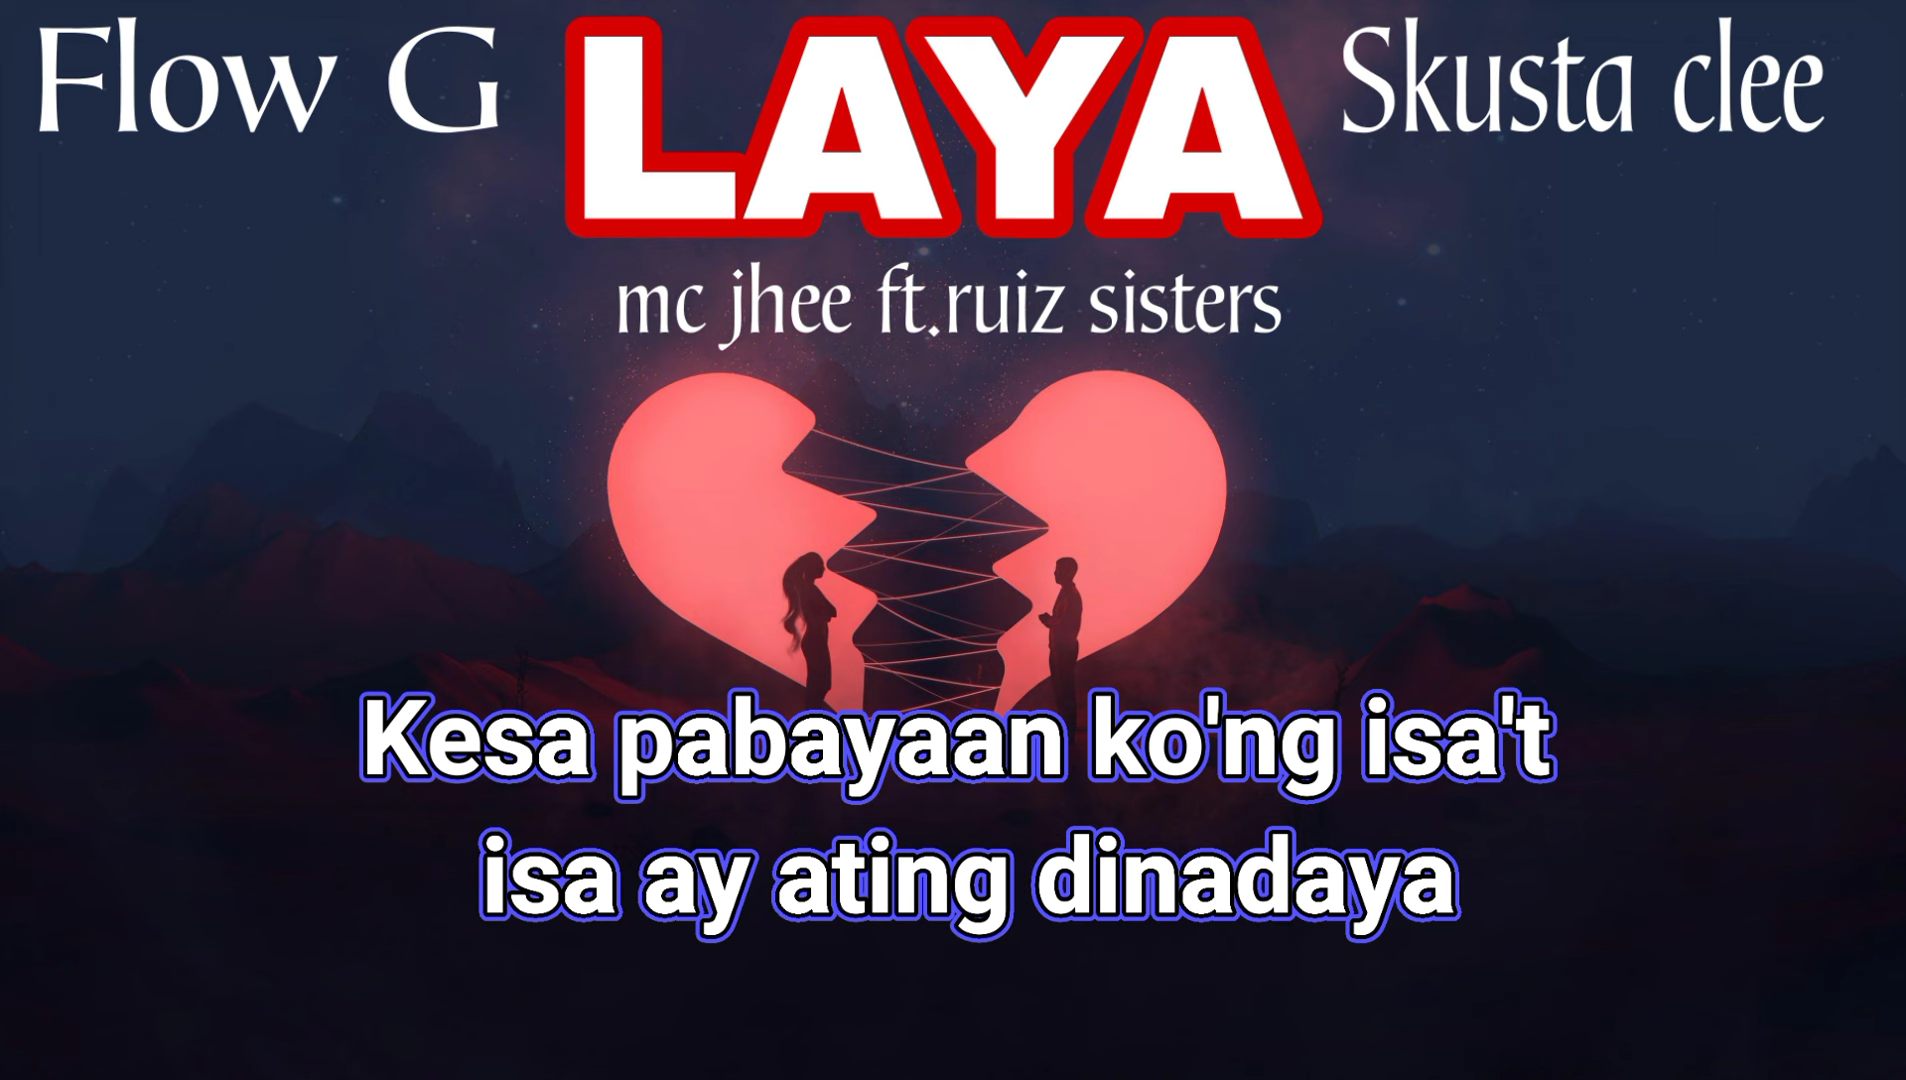 Flow G LAYA Skusta clee
mc jhee ft.ruiz sisters
Kesa pabayaan ko'ng isa't
isa ay ating dinadaya